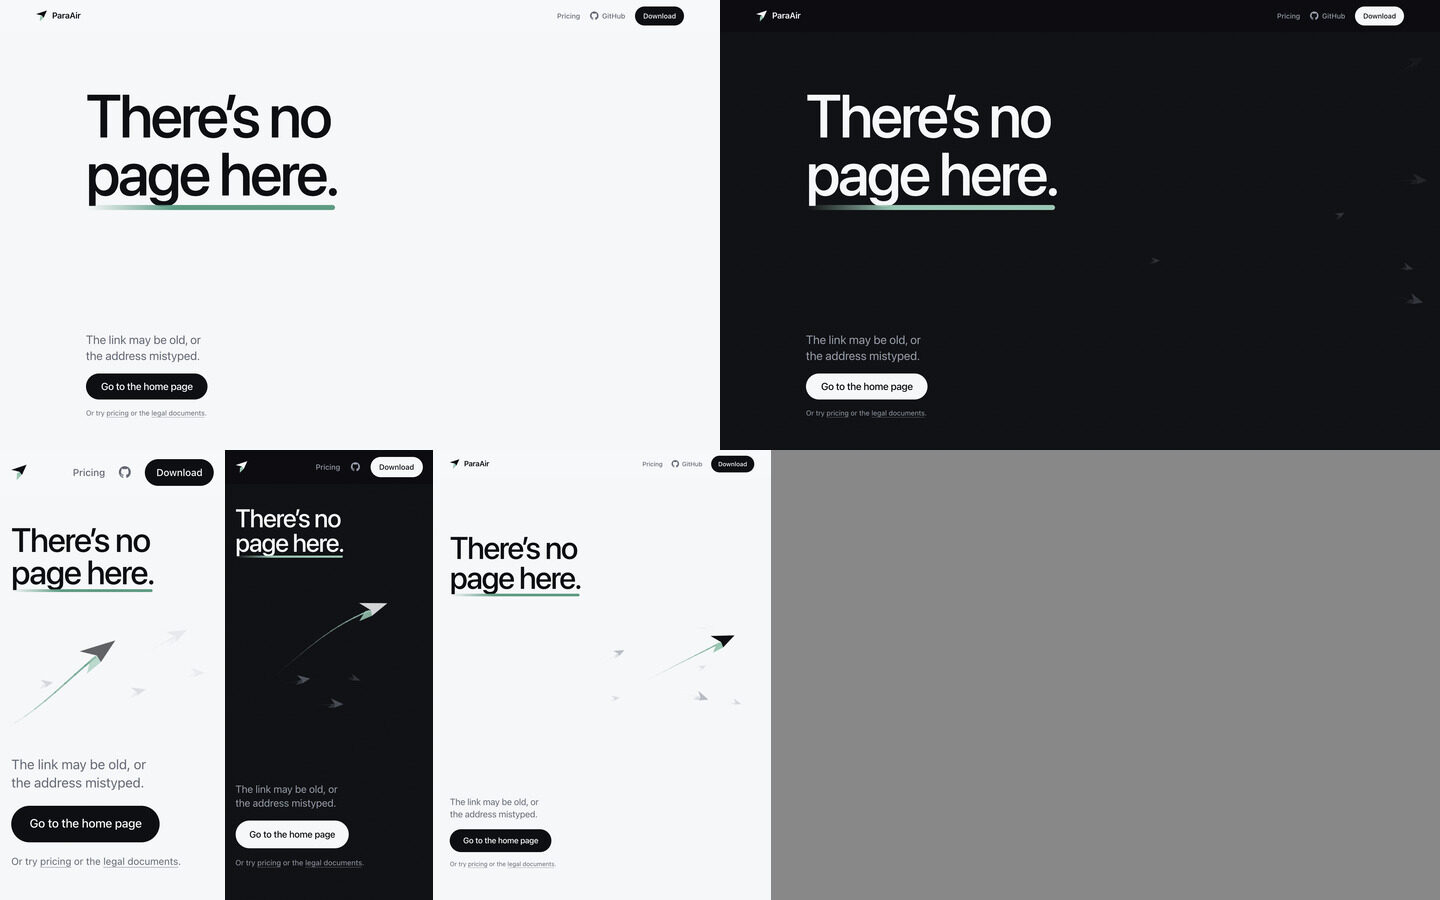 ParaAir
Pricing
GitHub
Download
There’s no
page here.
The link may be old, or
the address mistyped.
Go to the home page
Or try pricing or the legal documents.
ParaAir
Pricing
GitHub
Download
There’s no
page here.
The link may be old, or
the address mistyped.
Go to the home page
Or try pricing or the legal documents.
Pricing
Download
There’s no
page here.
The link may be old, or
the address mistyped.
Go to the home page
Or try pricing or the legal documents.
Pricing
Download
There’s no
page here.
The link may be old, or
the address mistyped.
Go to the home page
Or try pricing or the legal documents.
ParaAir
Pricing
GitHub
Download
There’s no
page here.
The link may be old, or
the address mistyped.
Go to the home page
Or try pricing or the legal documents.